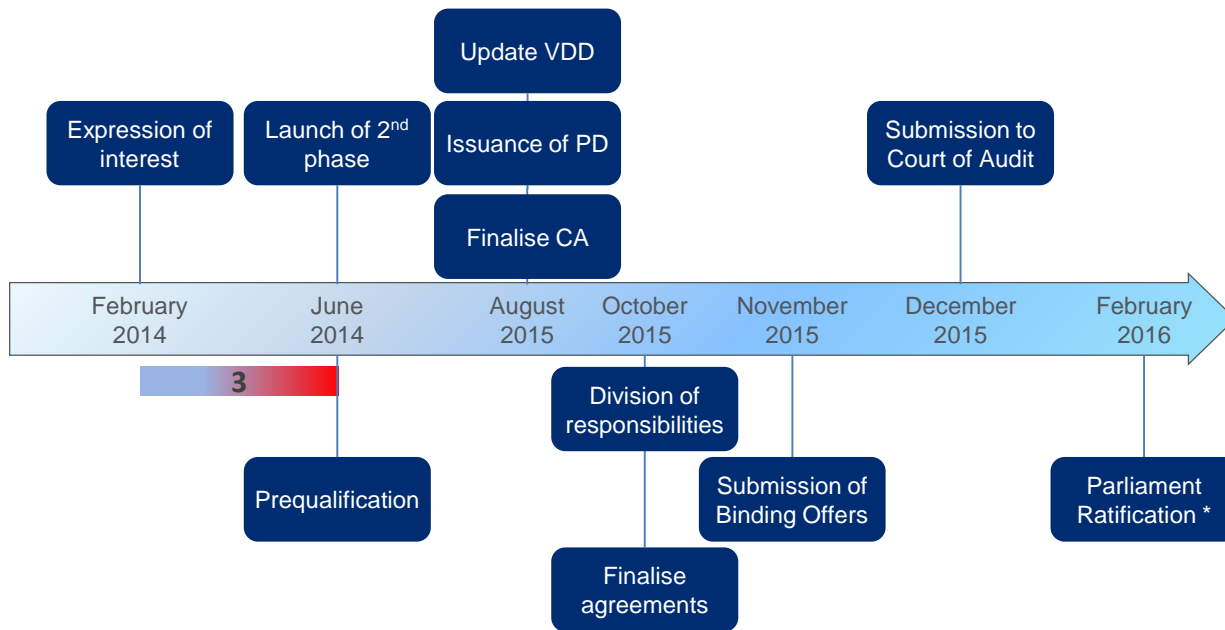 Update VDD
Expression of
interest
Launch of 2nd
phase
Issuance of PD
Submission to
Court of Audit
Finalise CA
February
2014
June
2014
August
2015
October
2015
November
2015
December
2015
February
2016
3
Division of
responsibilities
Prequalification
Submission of
Binding Offers
Parliament
Ratification *
Finalise
agreements